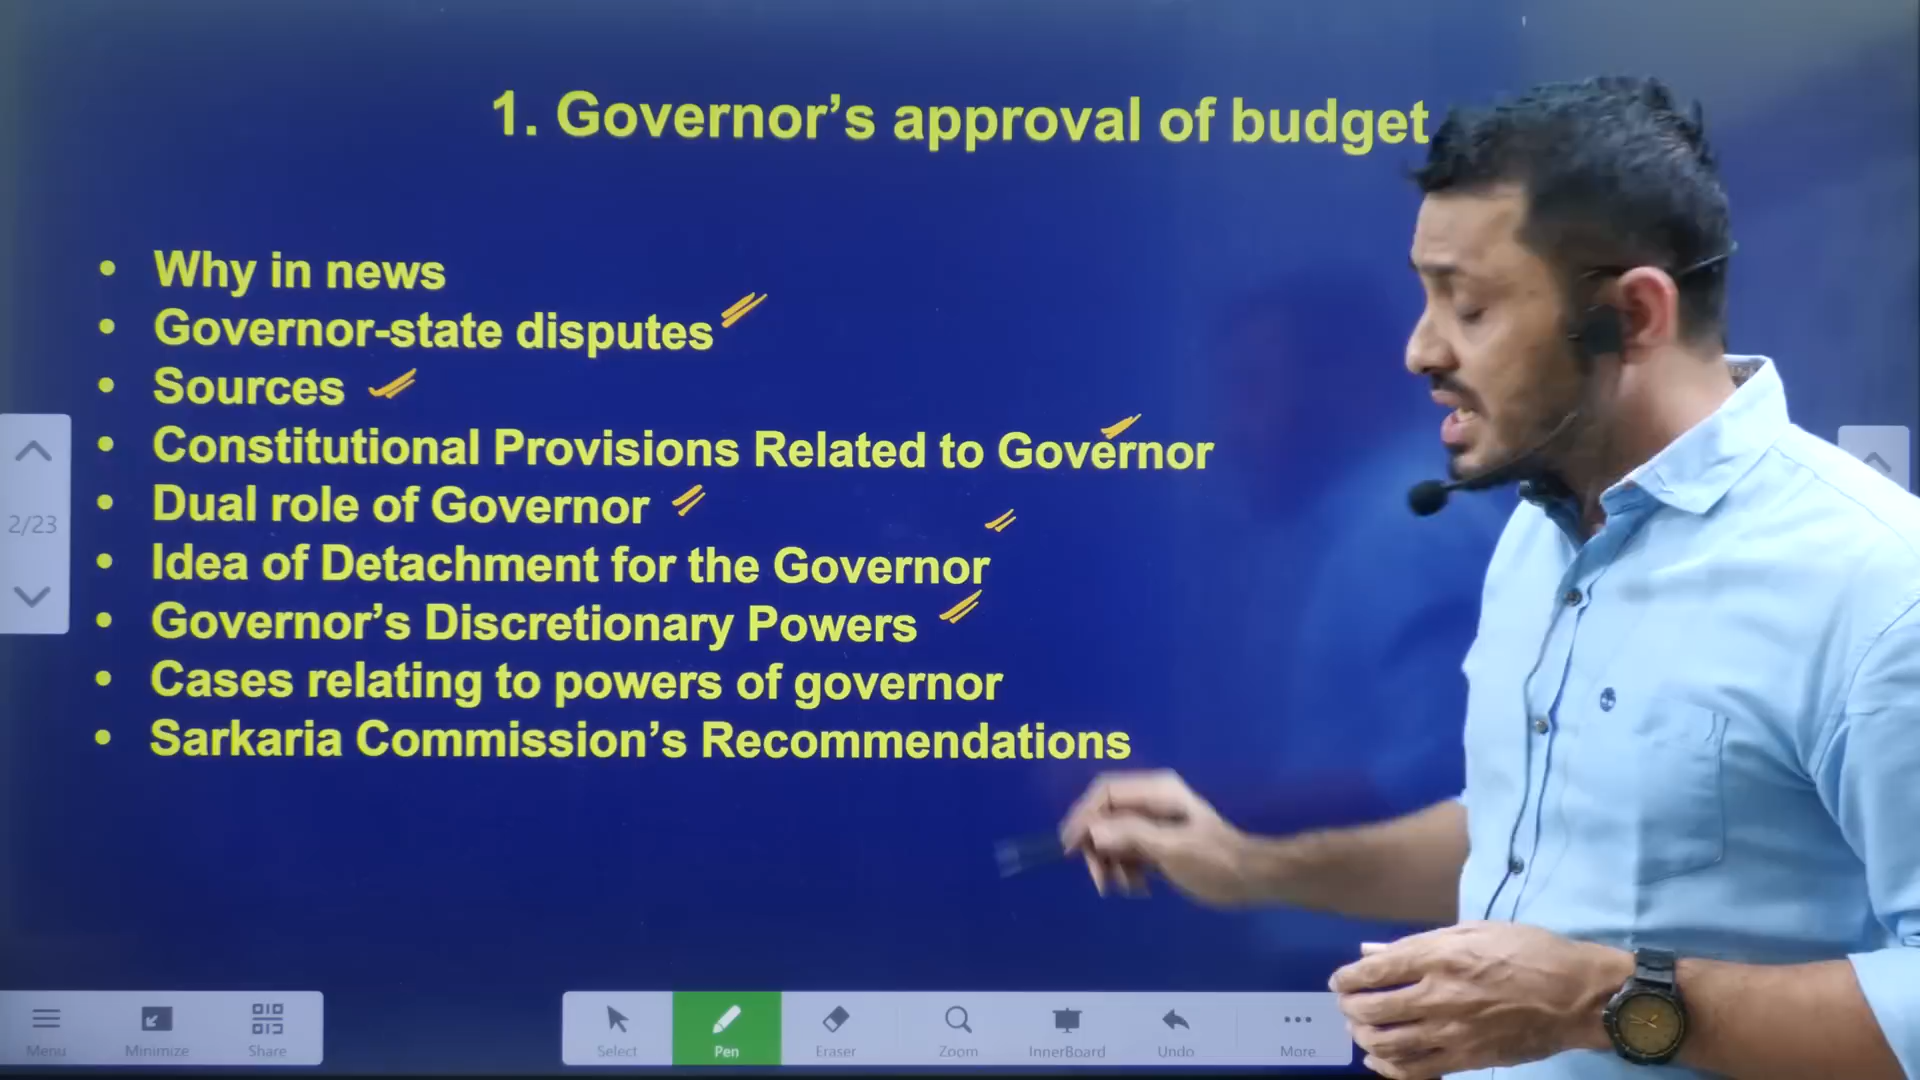 1. Governor’s approval of budget
• Why in news
• Governor-state disputes
• Sources
• Constitutional Provisions Related to Governor
• Dual role of Governor
• Idea of Detachment for the Governor
• Governor’s Discretionary Powers
• Cases relating to powers of governor
• Sarkaria Commission’s Recommendations
2/23
Menu Minimize Share Select Pen Eraser Zoom InnerBoard Undo More